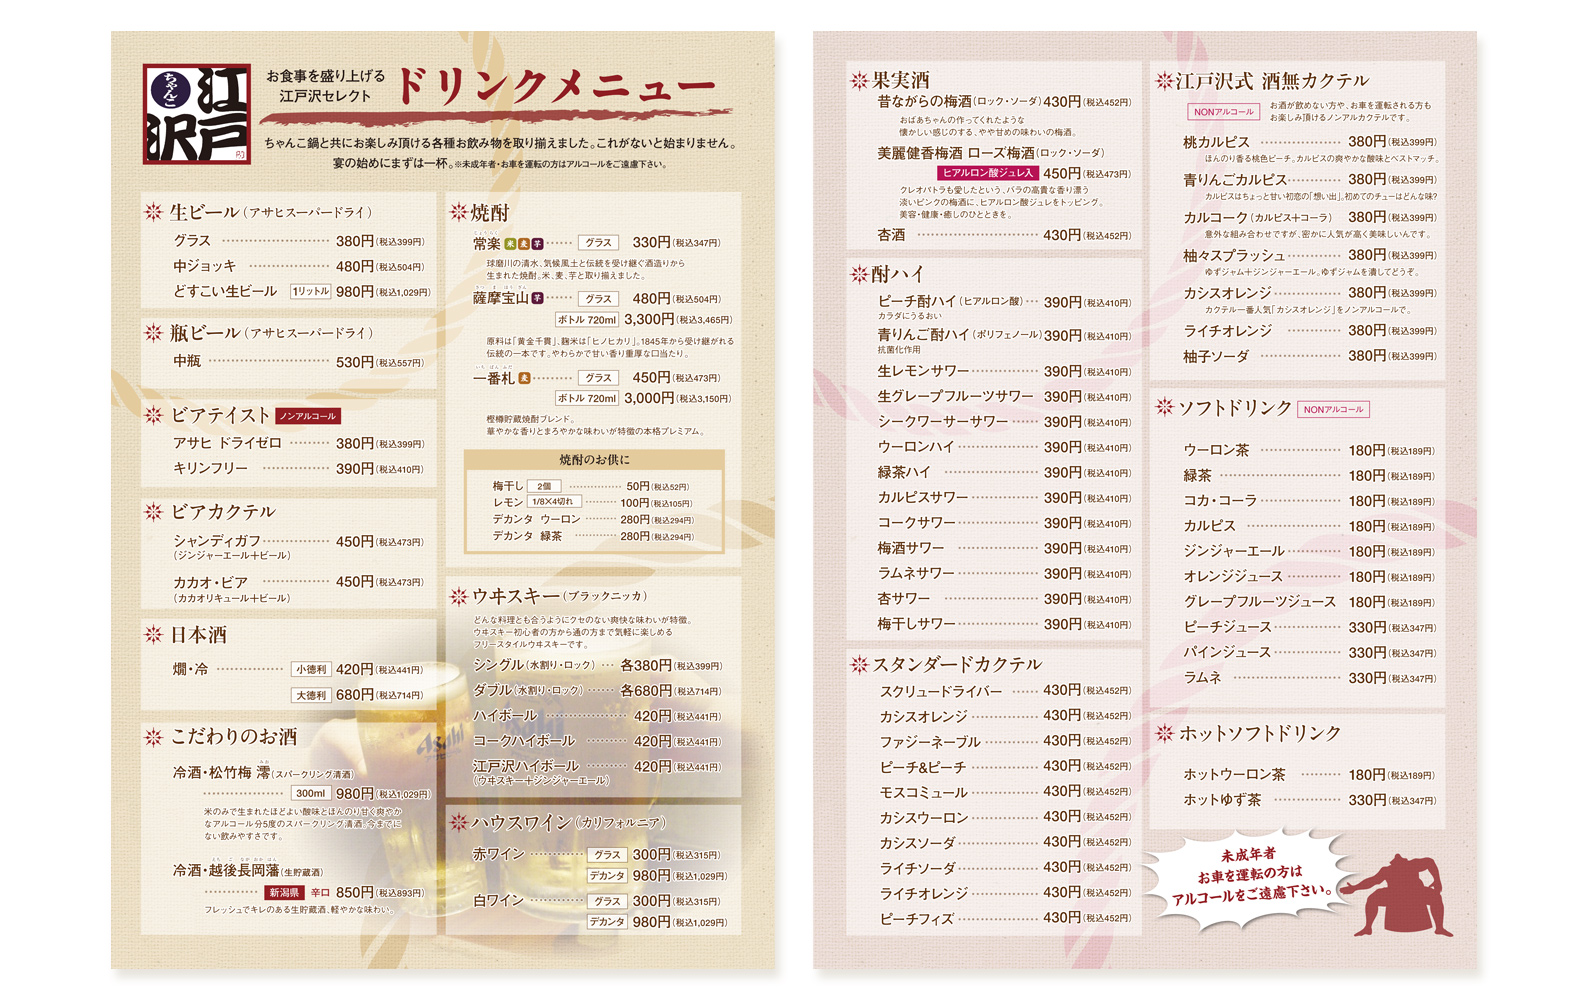 ちゃんこ
江戸沢
お食事を盛り上げる
江戸沢セレクト
ドリンクメニュー
ちゃんこ鍋と共にお楽しみ頂ける各種お飲み物を取り揃えました。これがないと始まりません。
宴の始めにまずは一杯。※未成年者・お車を運転の方はアルコールをご遠慮下さい。
生ビール(アサヒスーパードライ)
グラス 380円(税込399円)
中ジョッキ 480円(税込504円)
どすこい生ビール 1リットル 980円(税込1,029円)
瓶ビール(アサヒスーパードライ)
中瓶 530円(税込557円)
ビアテイスト ノンアルコール
アサヒ ドライゼロ 380円(税込399円)
キリンフリー 390円(税込410円)
ビアカクテル
シャンディガフ 450円(税込473円)
(ジンジャーエール+ビール)
カカオ・ビア 450円(税込473円)
(カカオリキュール+ビール)
日本酒
燗・冷 小徳利 420円(税込441円)
大徳利 680円(税込714円)
こだわりのお酒
みお
冷酒・松竹梅 澪(スパークリング清酒)
300ml 980円(税込1,029円)
米のみで生まれたほどよい酸味とほんのり甘く爽やか
なアルコール分5度のスパークリング清酒。今までに
ない飲みやすさです。
えち ご なが おか はん
冷酒・越後長岡藩(生貯蔵酒)
新潟県 辛口 850円(税込893円)
フレッシュでキレのある生貯蔵酒、軽やかな味わい。
焼酎
じょうらく
常楽 米 麦 芋 グラス 330円(税込347円)
球磨川の清水、気候風土と伝統を受け継ぐ酒造りから
生まれた焼酎。米、麦、芋と取り揃えました。
さつ ま ほう ざん
薩摩宝山 芋 グラス 480円(税込504円)
ボトル 720ml 3,300円(税込3,465円)
原料は「黄金千貫」、麹米は「ヒノヒカリ」。1845年から受け継がれる
伝統の一本です。やわらかで甘い香り重厚な口当たり。
いち ばん ふだ
一番札 麦 グラス 450円(税込473円)
ボトル 720ml 3,000円(税込3,150円)
樫樽貯蔵焼酎ブレンド。
華やかな香りとまろやかな味わいが特徴の本格プレミアム。
焼酎のお供に
梅干し 2個 50円(税込52円)
レモン 1/8×4切れ 100円(税込105円)
デカンタ ウーロン 280円(税込294円)
デカンタ 緑茶 280円(税込294円)
ウヰスキー(ブラックニッカ)
どんな料理とも合うようにクセのない爽快な味わいが特徴。
ウヰスキー初心者の方から通の方まで気軽に楽しめる
フリースタイルウヰスキーです。
シングル(水割り・ロック) 各380円(税込399円)
ダブル(水割り・ロック) 各680円(税込714円)
ハイボール 420円(税込441円)
コークハイボール 420円(税込441円)
江戸沢ハイボール 420円(税込441円)
(ウヰスキー+ジンジャーエール)
ハウスワイン(カリフォルニア)
赤ワイン グラス 300円(税込315円)
デカンタ 980円(税込1,029円)
白ワイン グラス 300円(税込315円)
デカンタ 980円(税込1,029円)
Asahi
果実酒
昔ながらの梅酒(ロック・ソーダ) 430円(税込452円)
おばあちゃんの作ってくれたような
懐かしい感じのする、やや甘めの味わいの梅酒。
美麗健香梅酒 ローズ梅酒(ロック・ソーダ)
ヒアルロン酸ジュレ入 450円(税込473円)
クレオパトラも愛したという、バラの高貴な香り漂う
淡いピンクの梅酒に、ヒアルロン酸ジュレをトッピング。
美容・健康・癒しのひとときを。
杏酒 430円(税込452円)
酎ハイ
ピーチ酎ハイ(ヒアルロン酸) 390円(税込410円)
カラダにうるおい
青りんご酎ハイ(ポリフェノール) 390円(税込410円)
抗菌化作用
生レモンサワー 390円(税込410円)
生グレープフルーツサワー 390円(税込410円)
シークワーサーサワー 390円(税込410円)
ウーロンハイ 390円(税込410円)
緑茶ハイ 390円(税込410円)
カルピスサワー 390円(税込410円)
コークサワー 390円(税込410円)
梅酒サワー 390円(税込410円)
ラムネサワー 390円(税込410円)
杏サワー 390円(税込410円)
梅干しサワー 390円(税込410円)
スタンダードカクテル
スクリュードライバー 430円(税込452円)
カシスオレンジ 430円(税込452円)
ファジーネーブル 430円(税込452円)
ピーチ&ピーチ 430円(税込452円)
モスコミュール 430円(税込452円)
カシスウーロン 430円(税込452円)
カシスソーダ 430円(税込452円)
ライチソーダ 430円(税込452円)
ライチオレンジ 430円(税込452円)
ピーチフィズ 430円(税込452円)
江戸沢式 酒無カクテル
NONアルコール お酒が飲めない方や、お車を運転される方も
お楽しみ頂けるノンアルカクテルです。
桃カルピス 380円(税込399円)
ほんのり香る桃色ピーチ。カルピスの爽やかな酸味とベストマッチ。
青りんごカルピス 380円(税込399円)
カルピスはちょっと甘い初恋の「想い出」。初めてのチューはどんな味?
カルコーク(カルピス+コーラ) 380円(税込399円)
意外な組み合わせですが、密かに人気が高く美味しいんです。
柚々スプラッシュ 380円(税込399円)
ゆずジャム+ジンジャーエール。ゆずジャムを潰してどうぞ。
カシスオレンジ 380円(税込399円)
カクテル一番人気「カシスオレンジ」をノンアルコールで。
ライチオレンジ 380円(税込399円)
柚子ソーダ 380円(税込399円)
ソフトドリンク NONアルコール
ウーロン茶 180円(税込189円)
緑茶 180円(税込189円)
コカ・コーラ 180円(税込189円)
カルピス 180円(税込189円)
ジンジャーエール 180円(税込189円)
オレンジジュース 180円(税込189円)
グレープフルーツジュース 180円(税込189円)
ピーチジュース 330円(税込347円)
パインジュース 330円(税込347円)
ラムネ 330円(税込347円)
ホットソフトドリンク
ホットウーロン茶 180円(税込189円)
ホットゆず茶 330円(税込347円)
未成年者
お車を運転の方は
アルコールをご遠慮下さい。